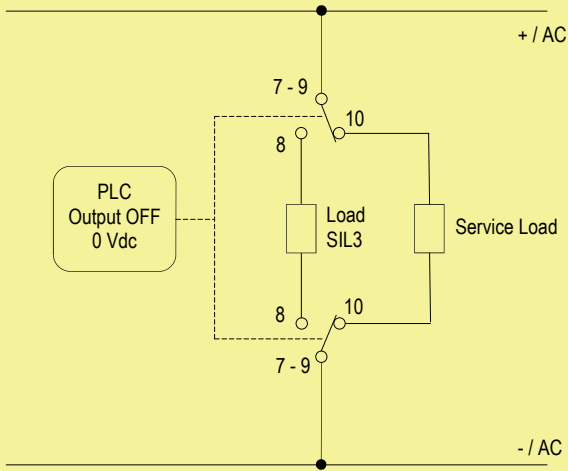 + / AC
7 - 9
10
8
PLC
Output OFF
0 Vdc
Load
SIL3
Service Load
8
10
7 - 9
- / AC